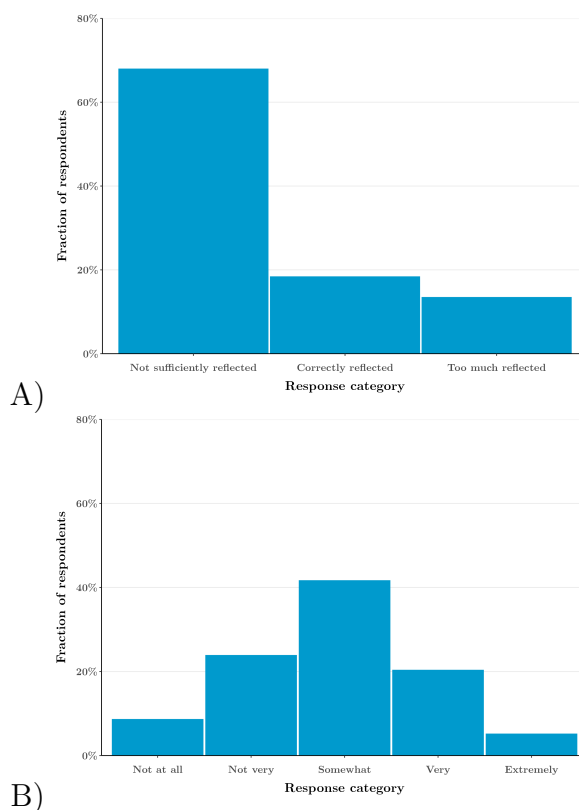 80%
60%
40%
20%
0%
Fraction of respondents
Not sufficiently reflected Correctly reflected Too much reflected
Response category
A)
80%
60%
40%
20%
0%
Fraction of respondents
Not at all Not very Somewhat Very Extremely
Response category
B)